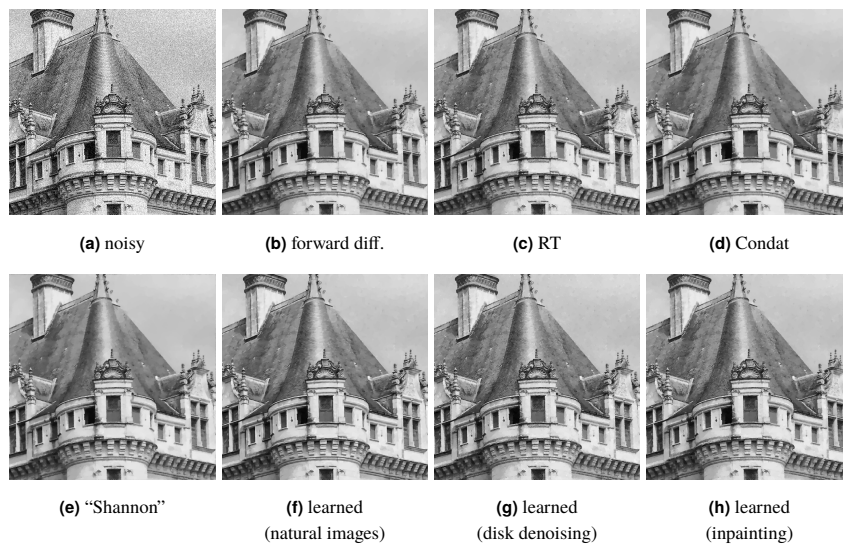 (a) noisy
(b) forward diff.
(c) RT
(d) Condat
(e) “Shannon”
(f) learned
(natural images)
(g) learned
(disk denoising)
(h) learned
(inpainting)